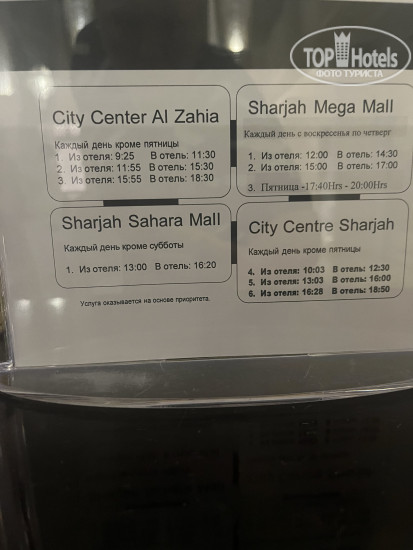 TOP Hotels
ФОТО ТУРИСТА
City Center Al Zahia
Каждый день кроме пятницы
1. Из отеля: 9:25 В отель: 11:30
2. Из отеля: 11:55 В отель: 15:30
3. Из отеля: 15:55 В отель: 18:30
Sharjah Mega Mall
Каждый день с воскресенья по четверг
1. Из отеля: 12:00 В отель: 14:30
2. Из отеля: 15:00 В отель: 17:00
3. Пятница -17:40Hrs - 20:00Hrs
Sharjah Sahara Mall
Каждый день кроме субботы
1. Из отеля: 13:00 В отель: 16:20
City Centre Sharjah
Каждый день кроме пятницы
4. Из отеля: 10:03 В отель: 12:30
5. Из отеля: 13:03 В отель: 16:00
6. Из отеля: 16:28 В отель: 18:50
Услуга оказывается на основе приоритета.